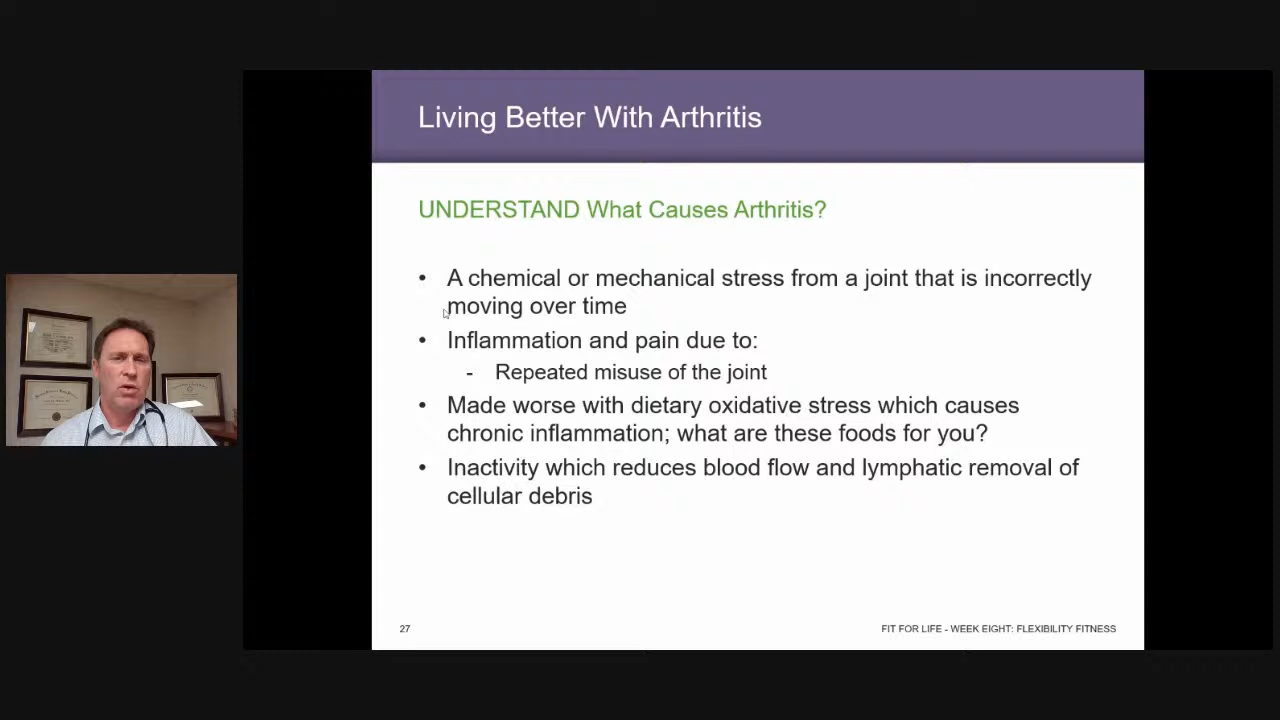 Living Better With Arthritis
UNDERSTAND What Causes Arthritis?
• A chemical or mechanical stress from a joint that is incorrectly
moving over time
• Inflammation and pain due to:
- Repeated misuse of the joint
• Made worse with dietary oxidative stress which causes
chronic inflammation; what are these foods for you?
• Inactivity which reduces blood flow and lymphatic removal of
cellular debris
27
FIT FOR LIFE - WEEK EIGHT: FLEXIBILITY FITNESS